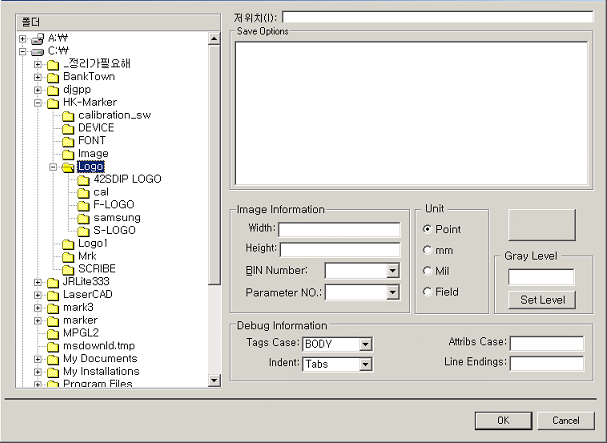 폴더
A:₩
C:₩
_정리가필요해
BankTown
djgpp
HK-Marker
calibration_sw
DEVICE
FONT
Image
Logo
42SDIP LOGO
cal
F-LOGO
samsung
S-LOGO
Logo1
Mrk
SCRIBE
JRLite333
LaserCAD
mark3
marker
MPGL2
msdownld.tmp
My Documents
My Installations
Program Files
저위치(I):
Save Options
Image Information
Width:
Height:
BIN Number:
Parameter NO.:
Unit
Point
mm
Mil
Field
Gray Level
Set Level
Debug Information
Tags Case: BODY
Attribs Case:
Indent: Tabs
Line Endings:
OK
Cancel